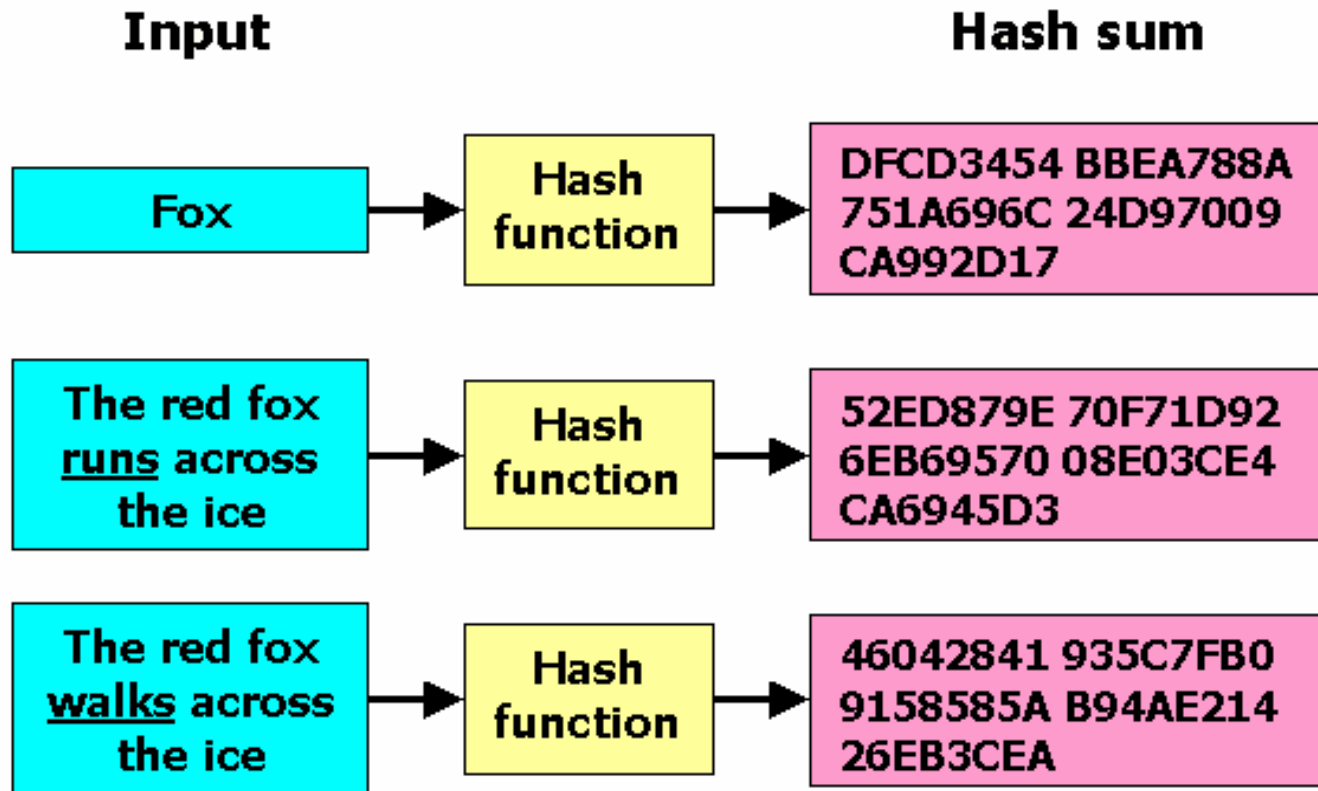 Input
Hash sum
Fox
Hash
function
DFCD3454 BBEA788A
751A696C 24D97009
CA992D17
The red fox
runs across
the ice
Hash
function
52ED879E 70F71D92
6EB69570 08E03CE4
CA6945D3
The red fox
walks across
the ice
Hash
function
46042841 935C7FB0
9158585A B94AE214
26EB3CEA